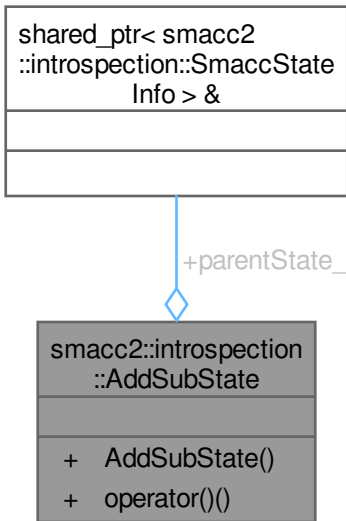 shared_ptr< smacc2
::introspection::SmaccState
Info > &
+parentState_
smacc2::introspection
::AddSubState
+ AddSubState()
+ operator()()